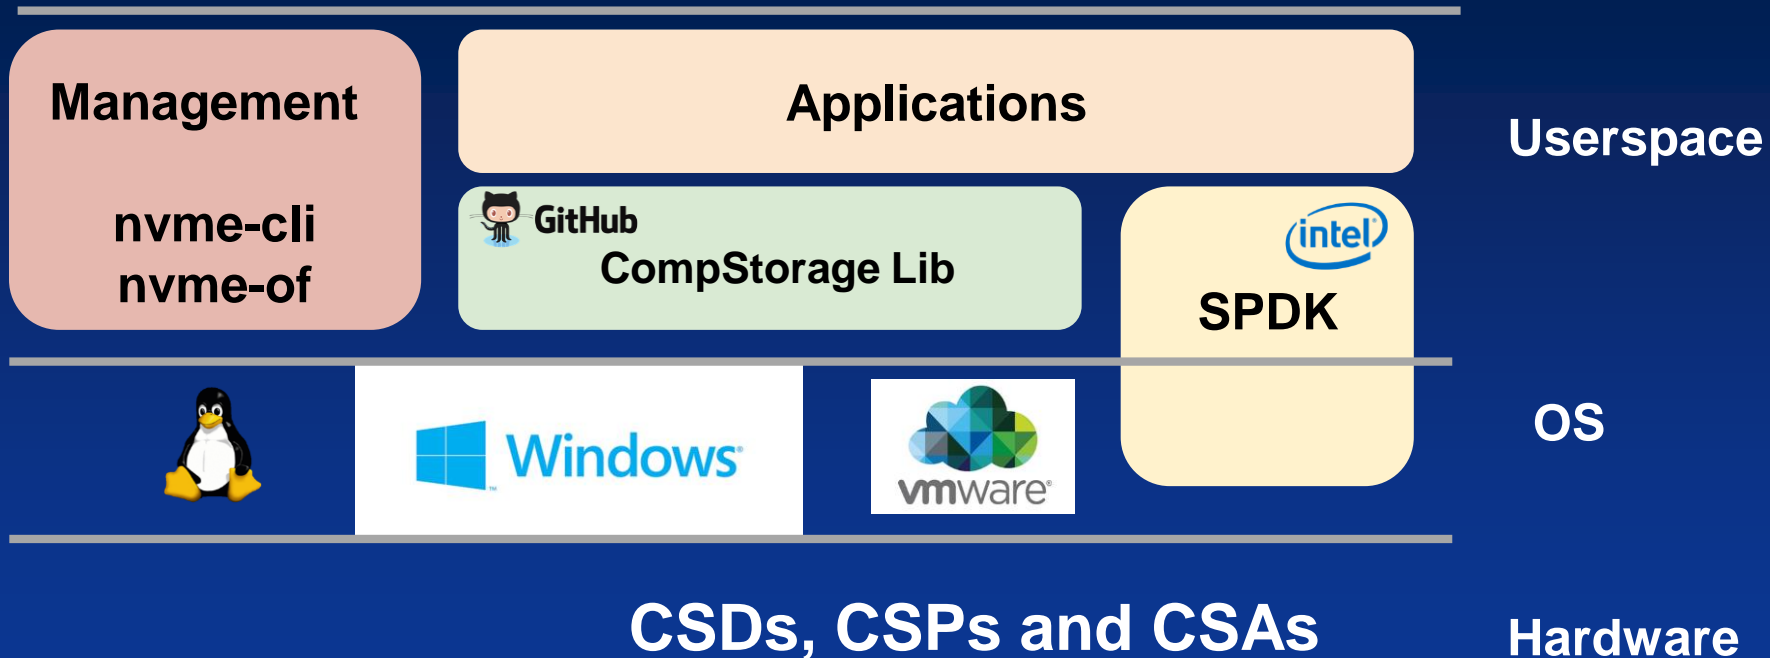 Management
nvme-cli
nvme-of
Applications
GitHub
CompStorage Lib
intel
SPDK
Userspace
Windows
vmware
OS
CSDs, CSPs and CSAs
Hardware